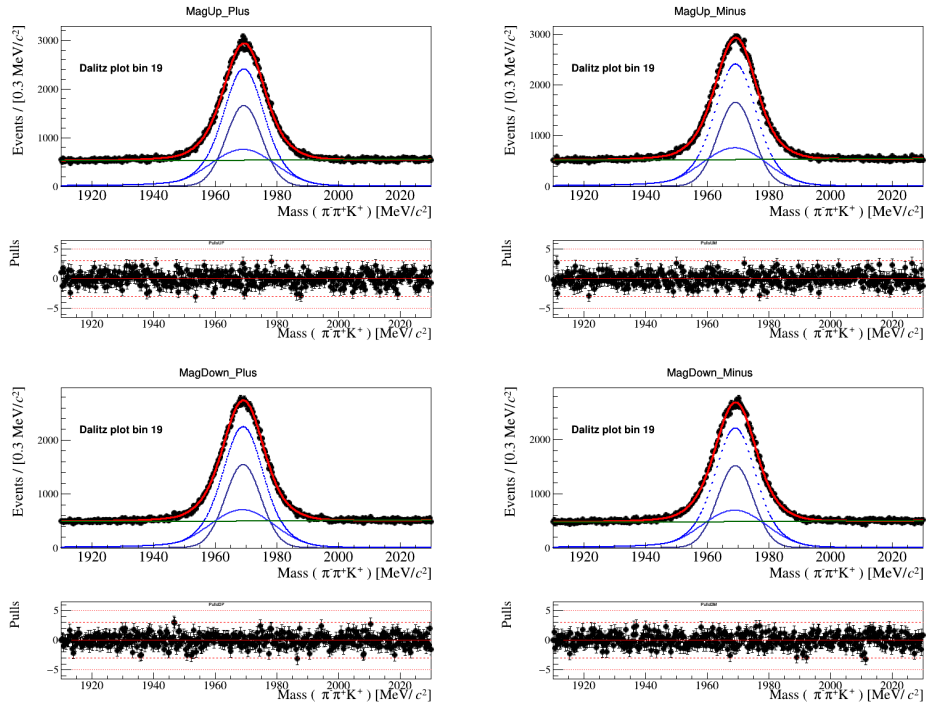 MagUp_Plus
Events / [0.3 MeV/c²]
3000
2000
1000
0
Dalitz plot bin 19
1920 1940 1960 1980 2000 2020
Mass ( π⁻π⁺K⁺ ) [MeV/c²]
PullsUP
Pulls
5
0
−5
1920 1940 1960 1980 2000 2020
Mass ( π⁻π⁺K⁺ ) [MeV/c²]
MagUp_Minus
Events / [0.3 MeV/c²]
3000
2000
1000
0
Dalitz plot bin 19
1920 1940 1960 1980 2000 2020
Mass ( π⁻π⁺K⁺ ) [MeV/c²]
PullsUM
Pulls
5
0
−5
1920 1940 1960 1980 2000 2020
Mass ( π⁻π⁺K⁺ ) [MeV/c²]
MagDown_Plus
Events / [0.3 MeV/c²]
2000
1000
0
Dalitz plot bin 19
1920 1940 1960 1980 2000 2020
Mass ( π⁻π⁺K⁺ ) [MeV/c²]
PullsDP
Pulls
5
0
−5
1920 1940 1960 1980 2000 2020
Mass ( π⁻π⁺K⁺ ) [MeV/c²]
MagDown_Minus
Events / [0.3 MeV/c²]
2000
1000
0
Dalitz plot bin 19
1920 1940 1960 1980 2000 2020
Mass ( π⁻π⁺K⁺ ) [MeV/c²]
PullsDM
Pulls
5
0
−5
1920 1940 1960 1980 2000 2020
Mass ( π⁻π⁺K⁺ ) [MeV/c²]